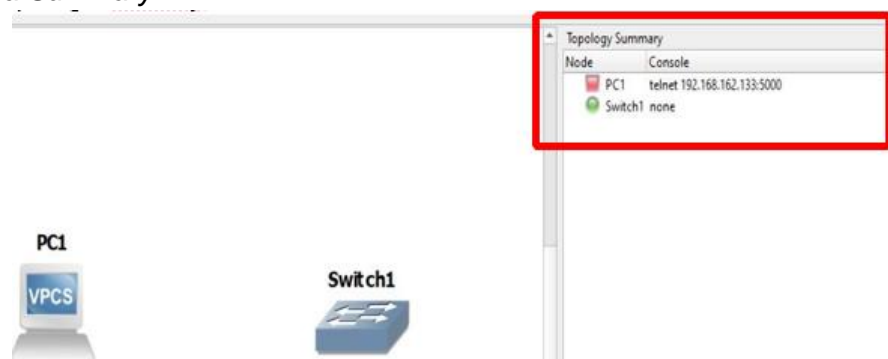 Topology Summary
Node Console
PC1 telnet 192.168.162.133:5000
Switch1 none
PC1
Switch1
VPCS